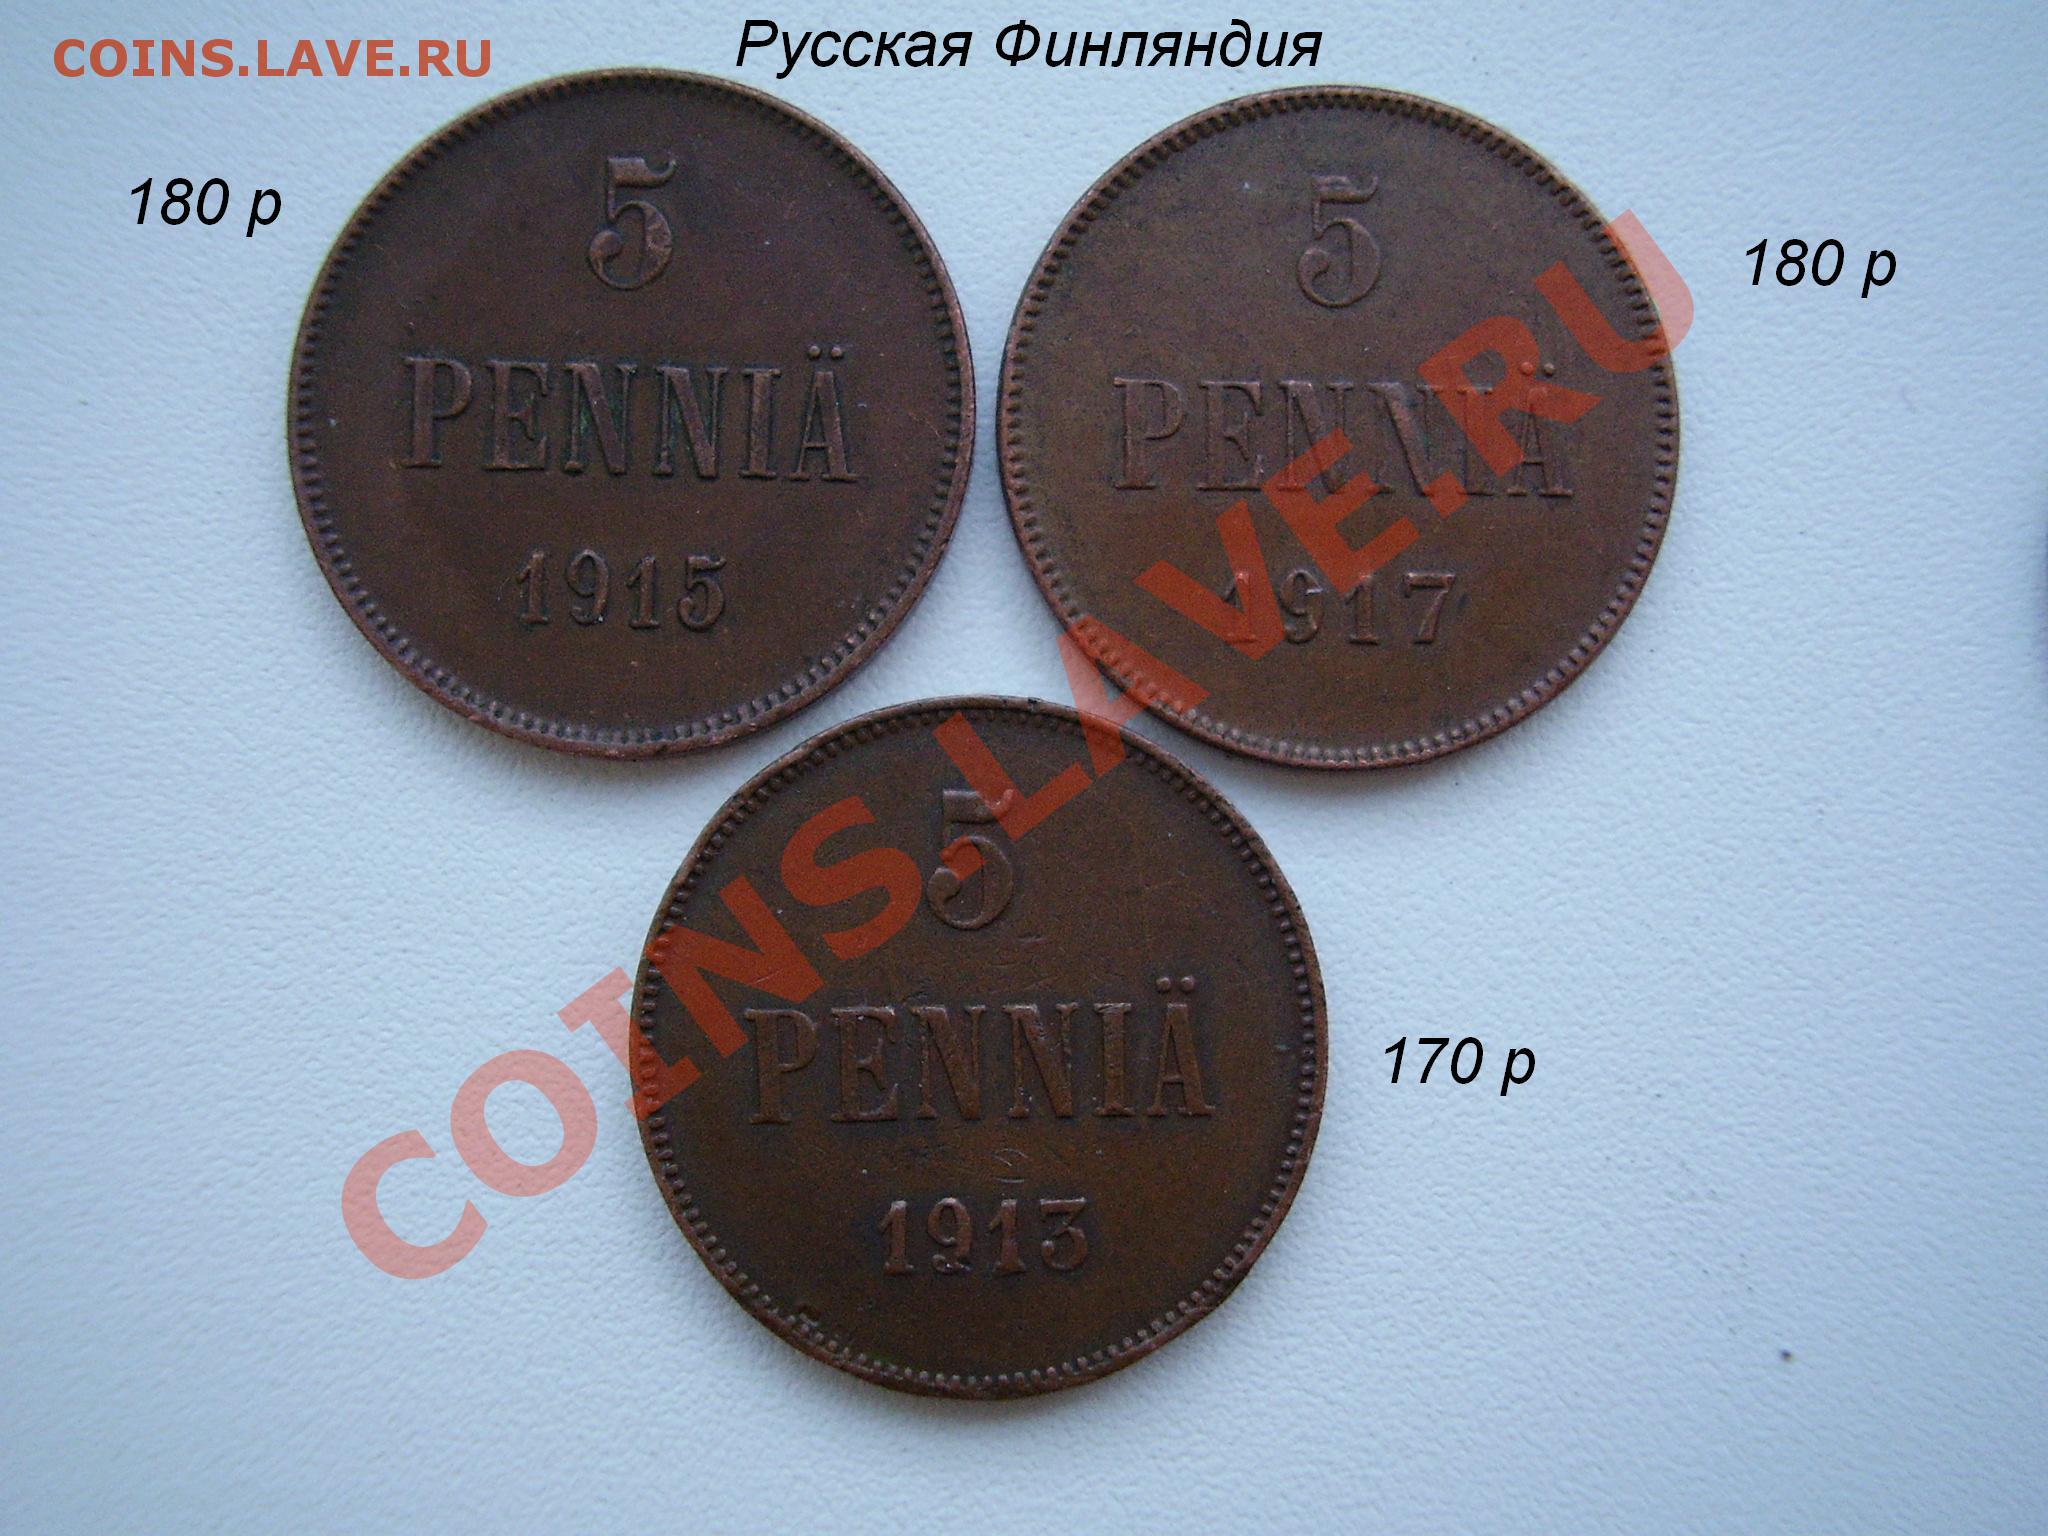 COINS.LAVE.RU
Русская Финляндия
180 р
5
PENNIÄ
1915
5
PENNIÄ
1917
180 р
5
PENNIÄ
1913
170 р
COINS.LAVE.RU